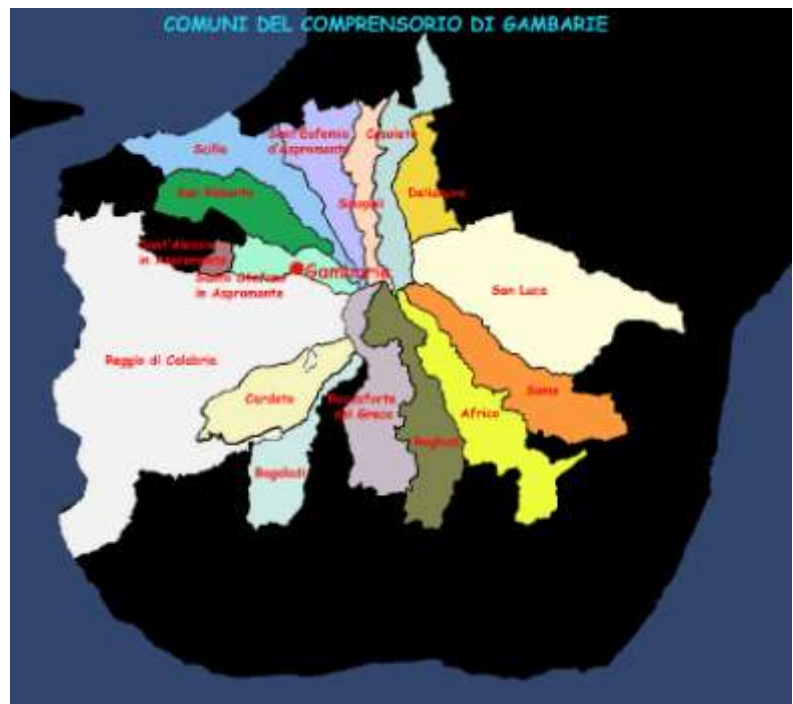 COMUNI DEL COMPRENSORIO DI GAMBARIE
Sant'Eufemia
d'Aspromonte
Cosoleto
Scilla
San Roberto
Sinopoli
Delianuova
Sant'Alessio
in Aspromonte
Gambarie
Santo Stefano
in Aspromonte
San Luca
Reggio di Calabria
Cardeto
Roccaforte
del Greco
Samo
Africo
Roghudi
Bagaladi